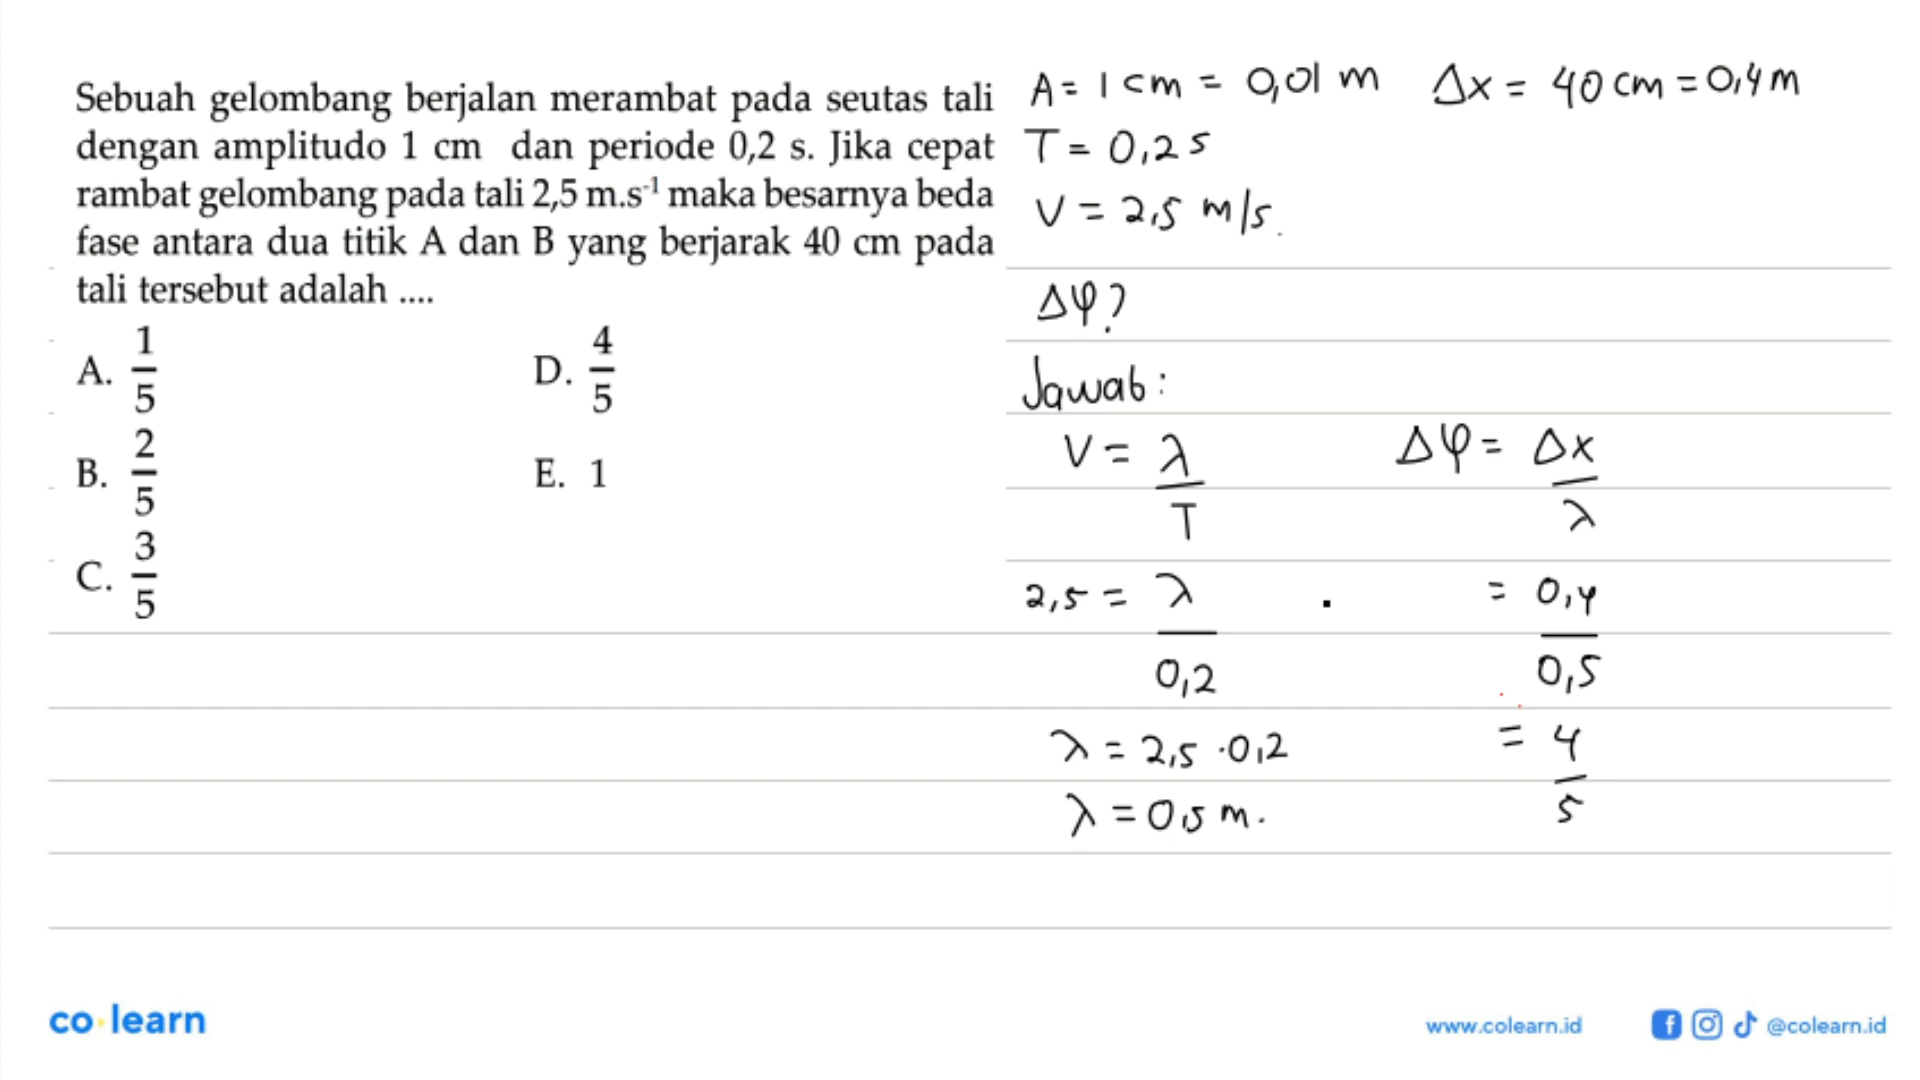 Sebuah gelombang berjalan merambat pada seutas tali
dengan amplitudo 1 cm dan periode 0,2 s. Jika cepat
rambat gelombang pada tali 2,5 m.s⁻¹ maka besarnya beda
fase antara dua titik A dan B yang berjarak 40 cm pada
tali tersebut adalah ....
A. 1/5
B. 2/5
C. 3/5
D. 4/5
E. 1
A = 1 cm = 0,01 m Δx = 40 cm = 0,4 m
T = 0,2 s
V = 2,5 m/s.
Δφ?
Jawab:
V = λ/T
2,5 = λ/0,2
λ = 2,5 · 0,2
λ = 0,5 m.
Δφ = Δx/λ
= 0,4/0,5
= 4/5
co learn
www.colearn.id
@colearn.id